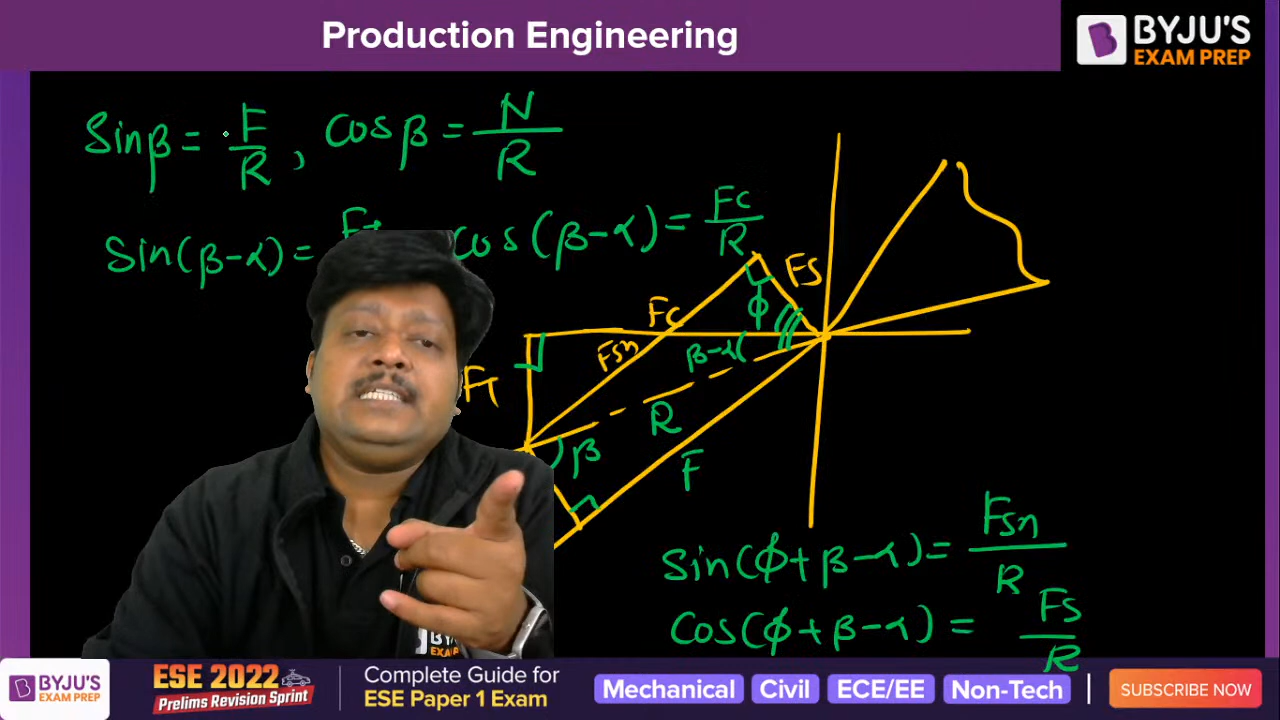 Production Engineering
BYJU'S
EXAM PREP
Sinβ = F/R, cosβ = N/R
Sin(β-α) = cos(β-α) = Fc/R
Fs
φ
Fc
Fsn
β-α
FT
R
β
F
Sin(φ+β-α) = Fsn/R
Cos(φ+β-α) = Fs/R
BYJU'S
EXAM PREP
ESE 2022
Prelims Revision Sprint
Complete Guide for
ESE Paper 1 Exam
Mechanical
Civil
ECE/EE
Non-Tech
SUBSCRIBE NOW